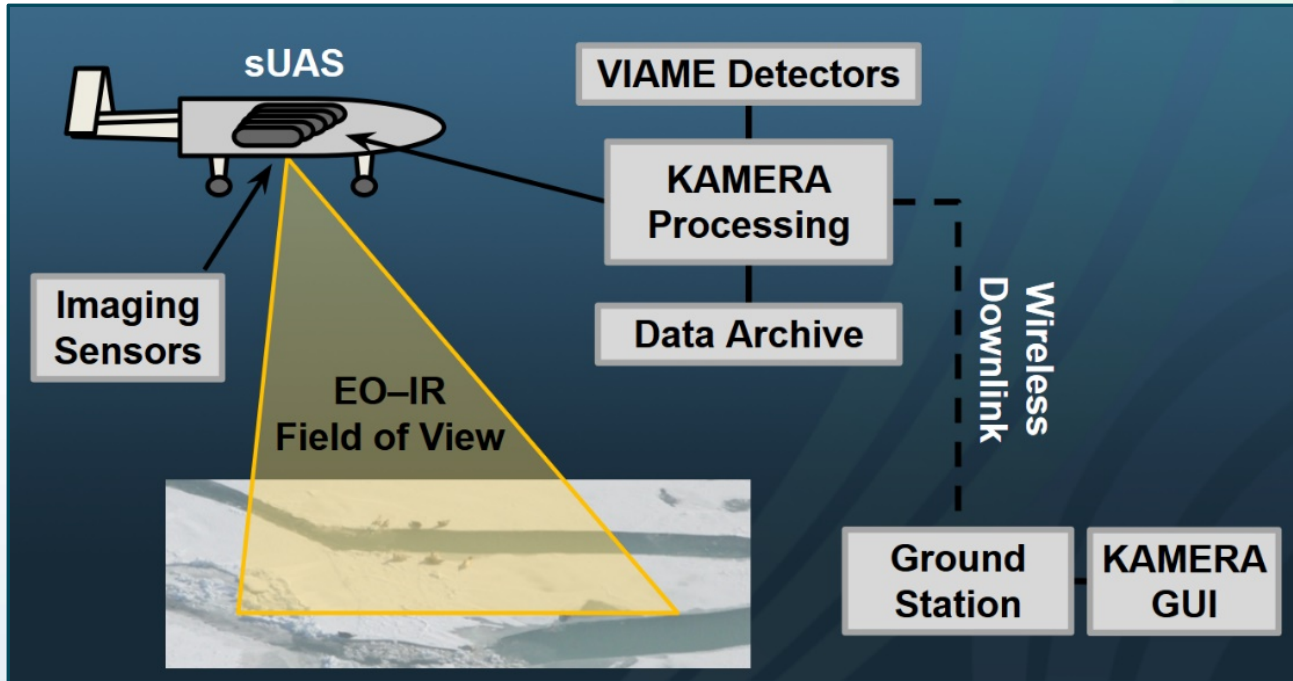 sUAS
VIAME Detectors
KAMERA
Processing
Data Archive
Imaging
Sensors
EO–IR
Field of View
Wireless
Downlink
Ground
Station
KAMERA
GUI